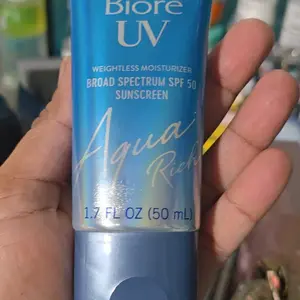 Bioré
UV
WEIGHTLESS MOISTURIZER
BROAD SPECTRUM SPF 50
SUNSCREEN
Aqua
Rich
1.7 FL OZ (50 mL)